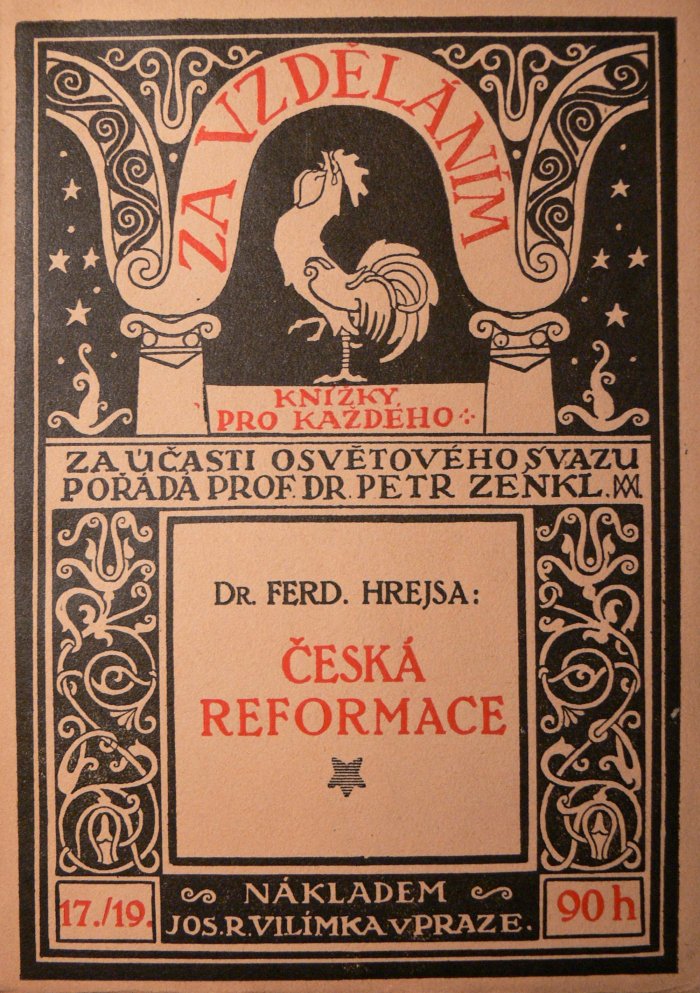 ZA VZDĚLÁNÍM
KNÍŽKY
PRO KAŽDÉHO
ZA ÚČASTI OSVĚTOVÉHO SVAZU
POŘÁDÁ PROF. DR. PETR ZENKL.
DR. FERD. HREJSA:
ČESKÁ
REFORMACE
NÁKLADEM
JOS. R. VILÍMKA V PRAZE.
17./19.
90 h